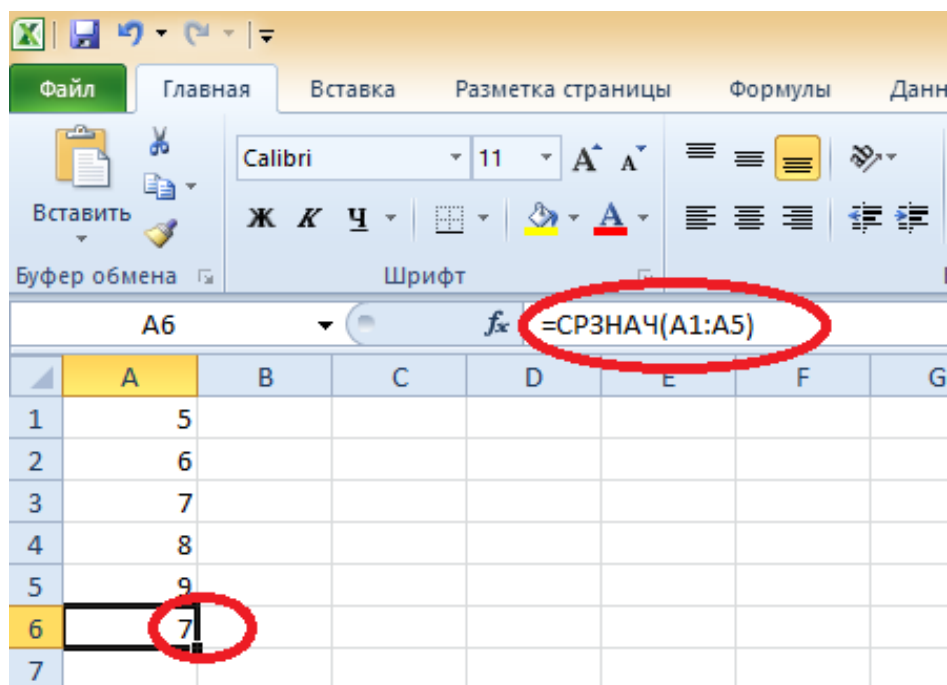 Файл Главная Вставка Разметка страницы Формулы Данн
Calibri 11 A A
Вставить Ж К Ч A
Буфер обмена Шрифт
A6 fx =СРЗНАЧ(A1:A5)
A B C D E F G
1 5
2 6
3 7
4 8
5 9
6 7
7